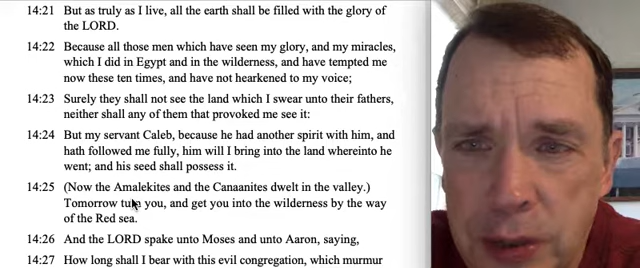 14:21 But as truly as I live, all the earth shall be filled with the glory of
the LORD.
14:22 Because all those men which have seen my glory, and my miracles,
which I did in Egypt and in the wilderness, and have tempted me
now these ten times, and have not hearkened to my voice;
14:23 Surely they shall not see the land which I swear unto their fathers,
neither shall any of them that provoked me see it:
14:24 But my servant Caleb, because he had another spirit with him, and
hath followed me fully, him will I bring into the land whereinto he
went; and his seed shall possess it.
14:25 (Now the Amalekites and the Canaanites dwelt in the valley.)
Tomorrow turn you, and get you into the wilderness by the way
of the Red sea.
14:26 And the LORD spake unto Moses and unto Aaron, saying,
14:27 How long shall I bear with this evil congregation, which murmur